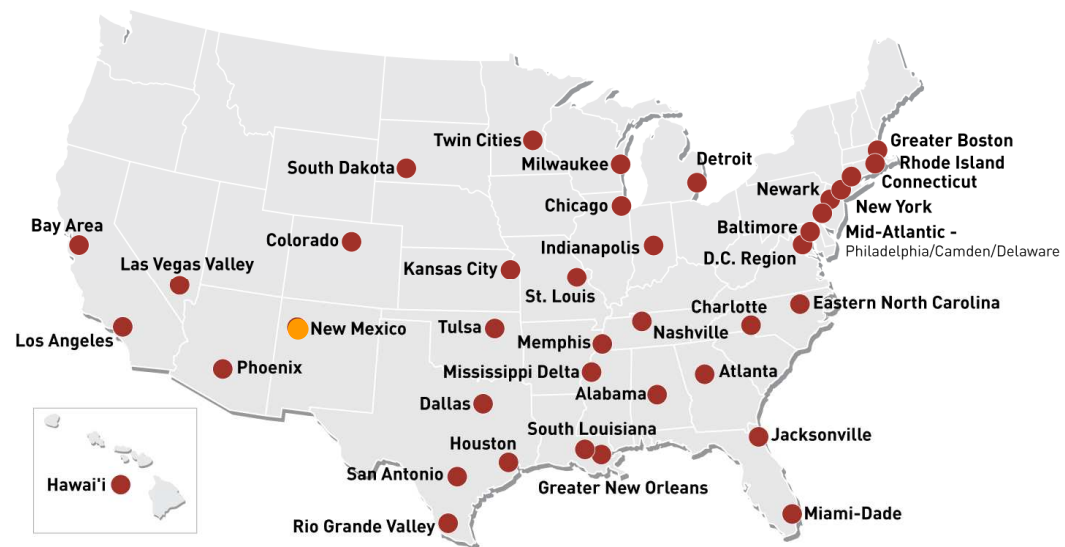 Twin Cities
Greater Boston
Milwaukee
Detroit
Rhode Island
South Dakota
Connecticut
Newark
Chicago
New York
Bay Area
Baltimore
Mid-Atlantic -
Colorado
Indianapolis
Philadelphia/Camden/Delaware
D.C. Region
Las Vegas Valley
Kansas City
St. Louis
Charlotte
Eastern North Carolina
New Mexico
Tulsa
Nashville
Los Angeles
Memphis
Phoenix
Mississippi Delta
Atlanta
Alabama
Dallas
South Louisiana
Jacksonville
Houston
San Antonio
Hawai'i
Greater New Orleans
Miami-Dade
Rio Grande Valley